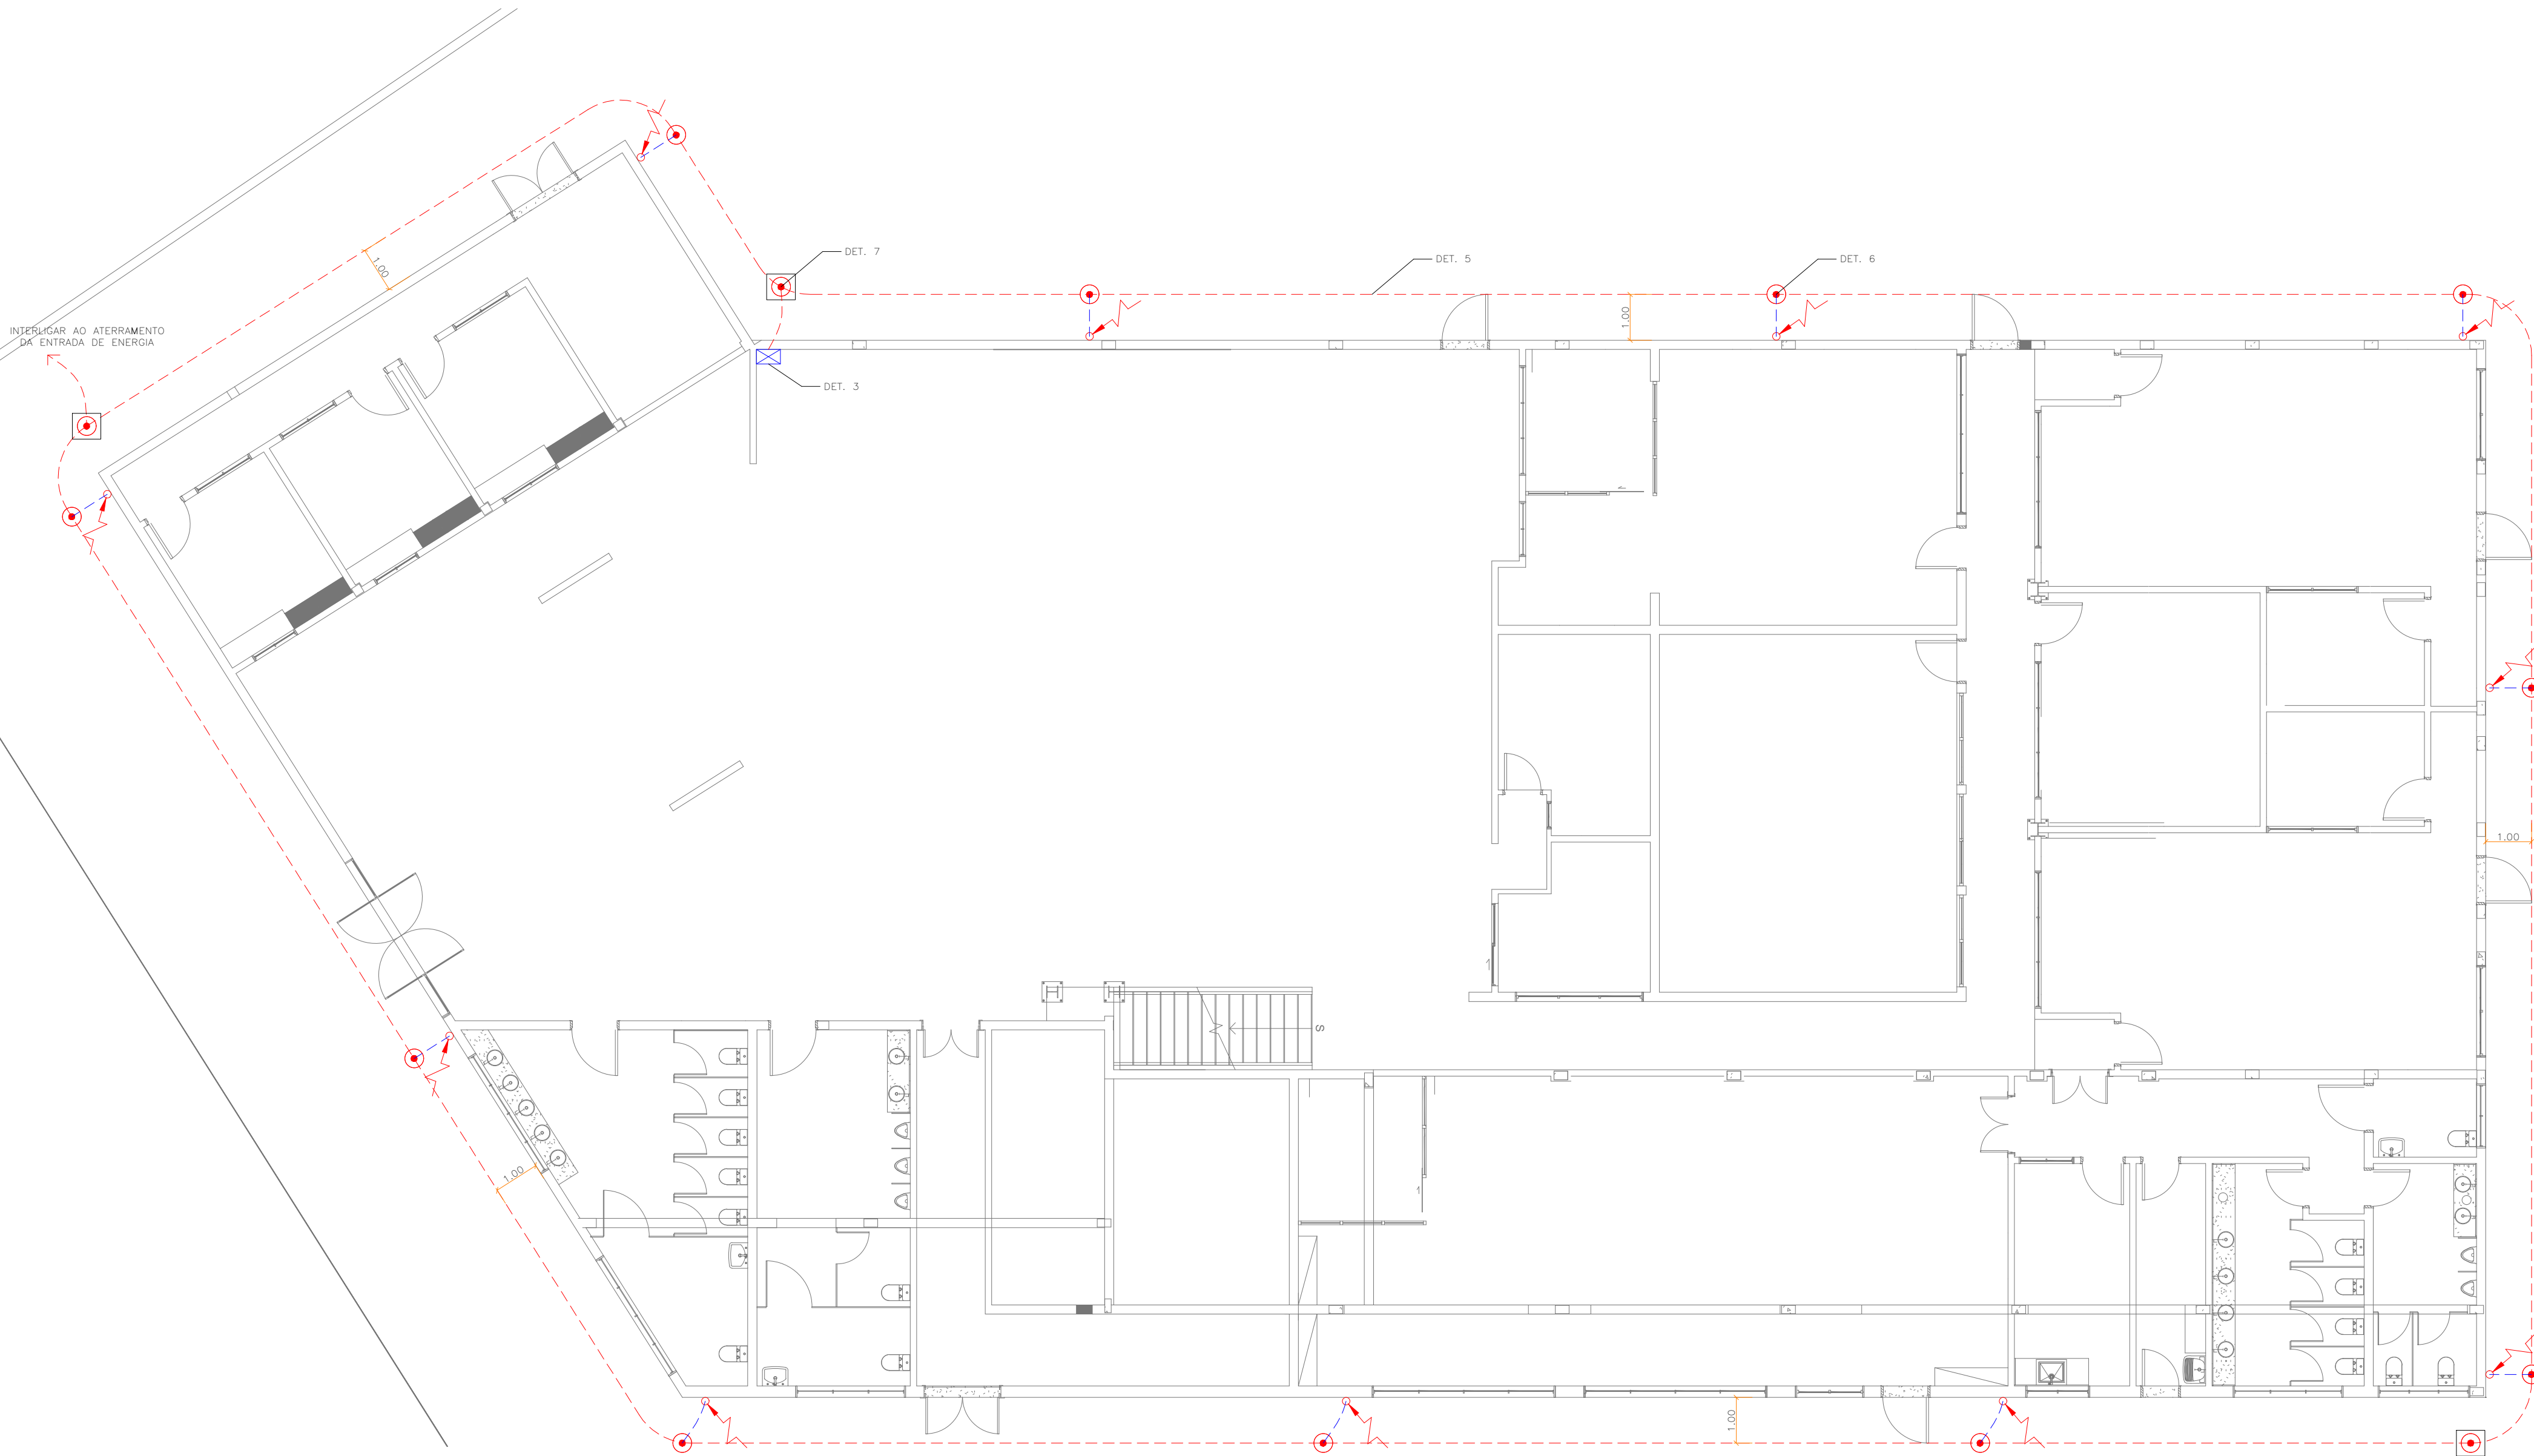 DET. 7
DET. 5
DET. 6
1.00
1.00
INTERLIGAR AO ATERRAMENTO
DA ENTRADA DE ENERGIA
DET. 3
1.00
S
1.00
1.00